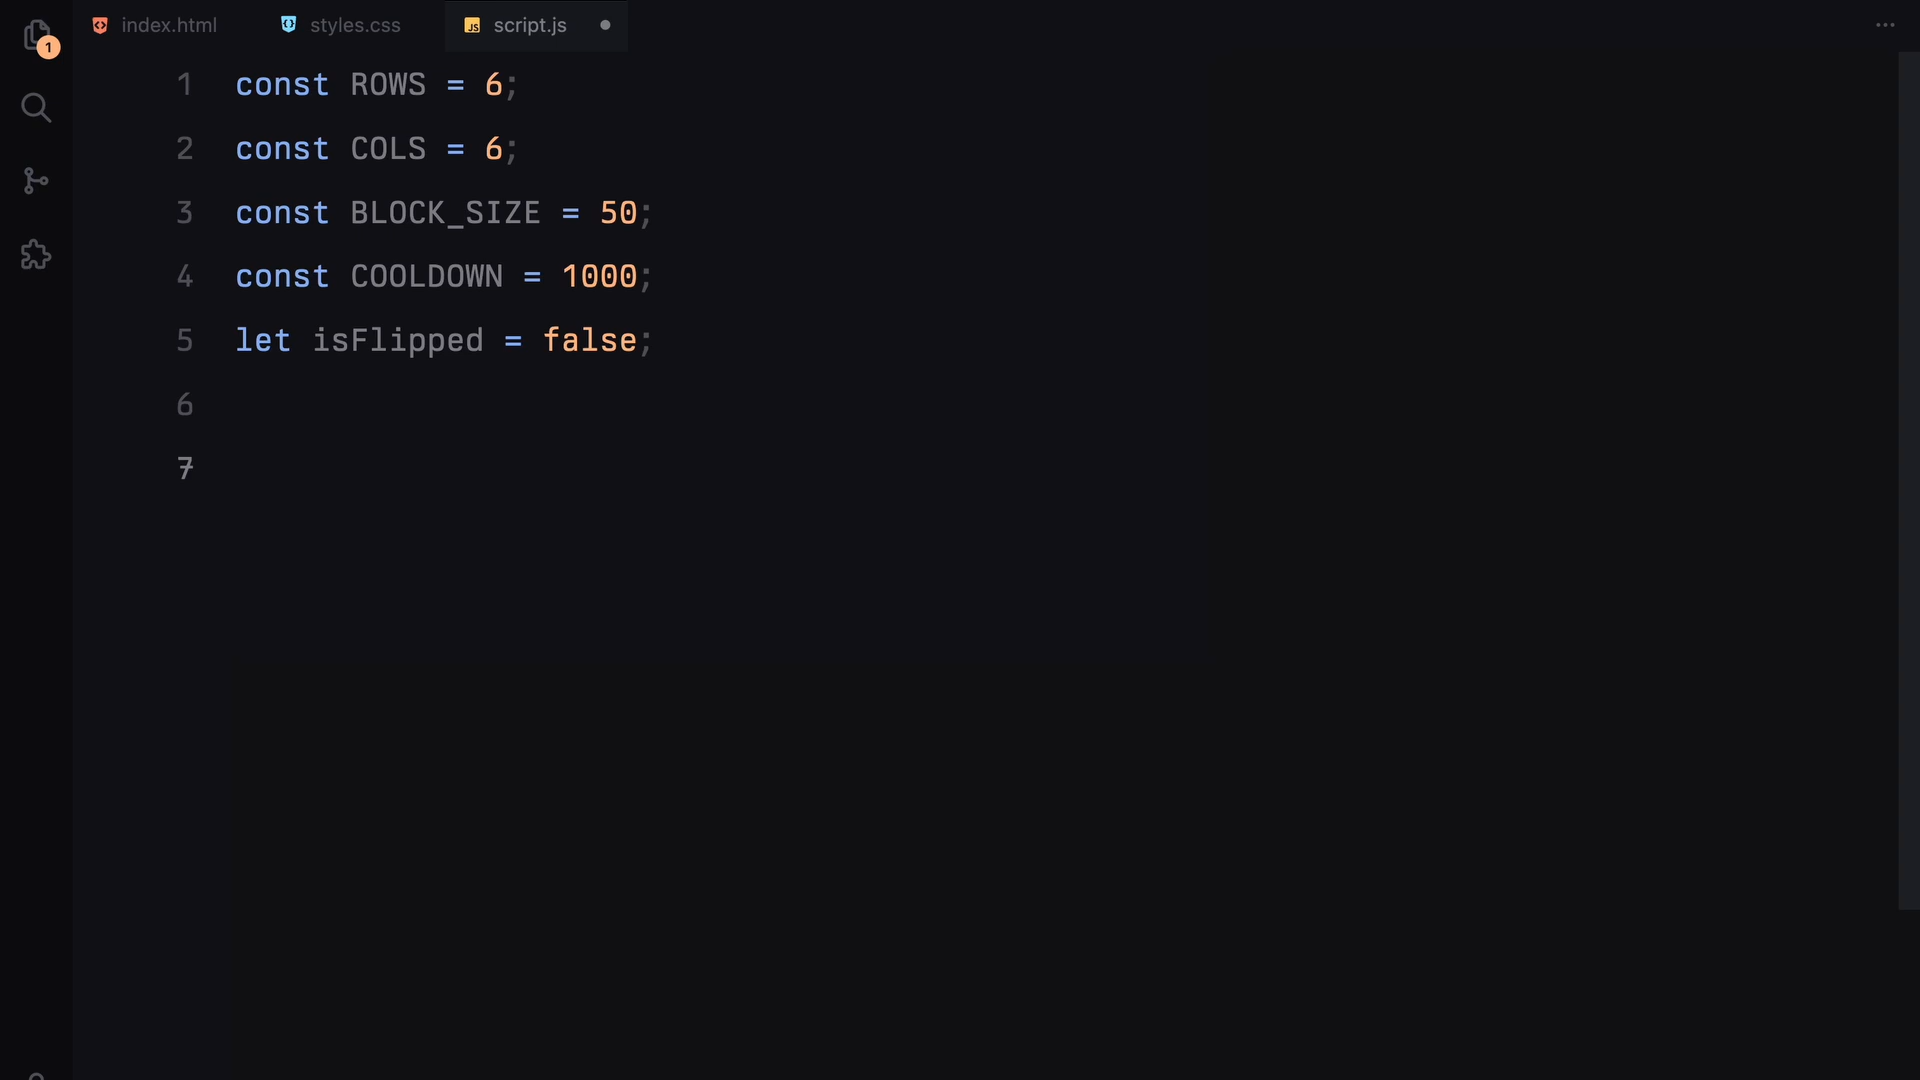 index.html styles.css script.js
1
1 const ROWS = 6;
2 const COLS = 6;
3 const BLOCK_SIZE = 50;
4 const COOLDOWN = 1000;
5 let isFlipped = false;
6
7